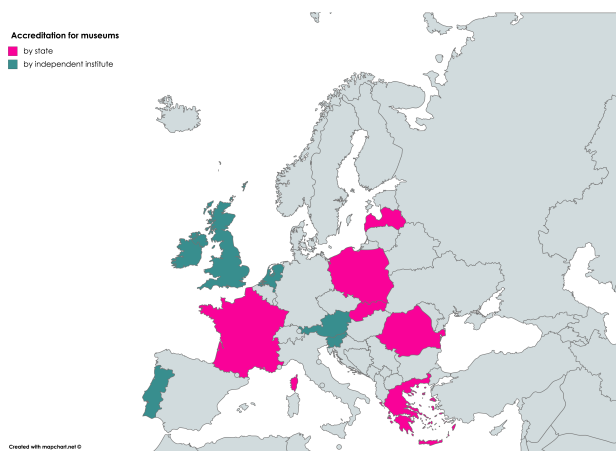 Accreditation for museums
by state
by independent institute
Created with mapchart.net ©